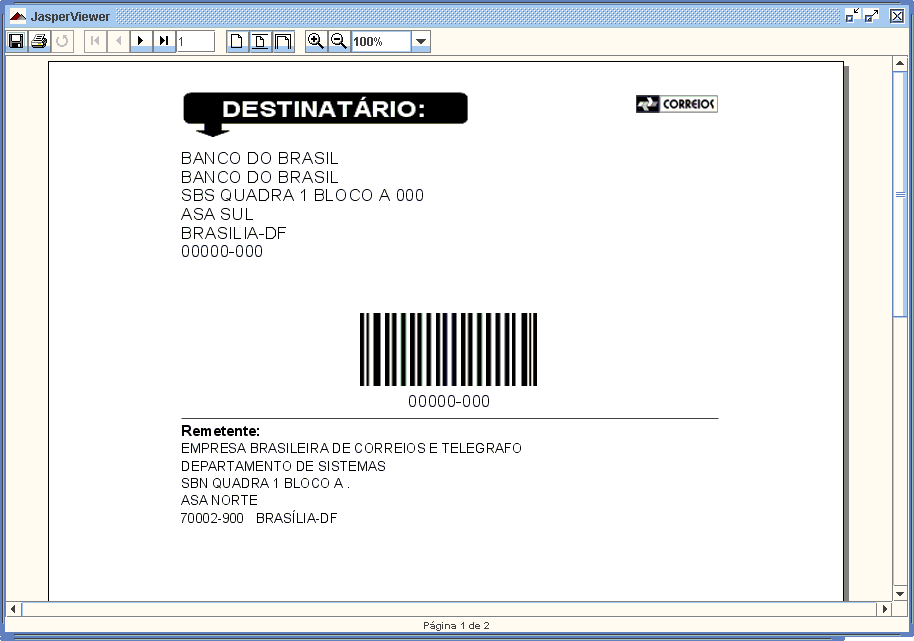 JasperViewer
1
100%
DESTINATÁRIO:
CORREIOS
BANCO DO BRASIL
BANCO DO BRASIL
SBS QUADRA 1 BLOCO A 000
ASA SUL
BRASILIA-DF
00000-000
00000-000
Remetente:
EMPRESA BRASILEIRA DE CORREIOS E TELEGRAFO
DEPARTAMENTO DE SISTEMAS
SBN QUADRA 1 BLOCO A .
ASA NORTE
70002-900 BRASÍLIA-DF
Página 1 de 2